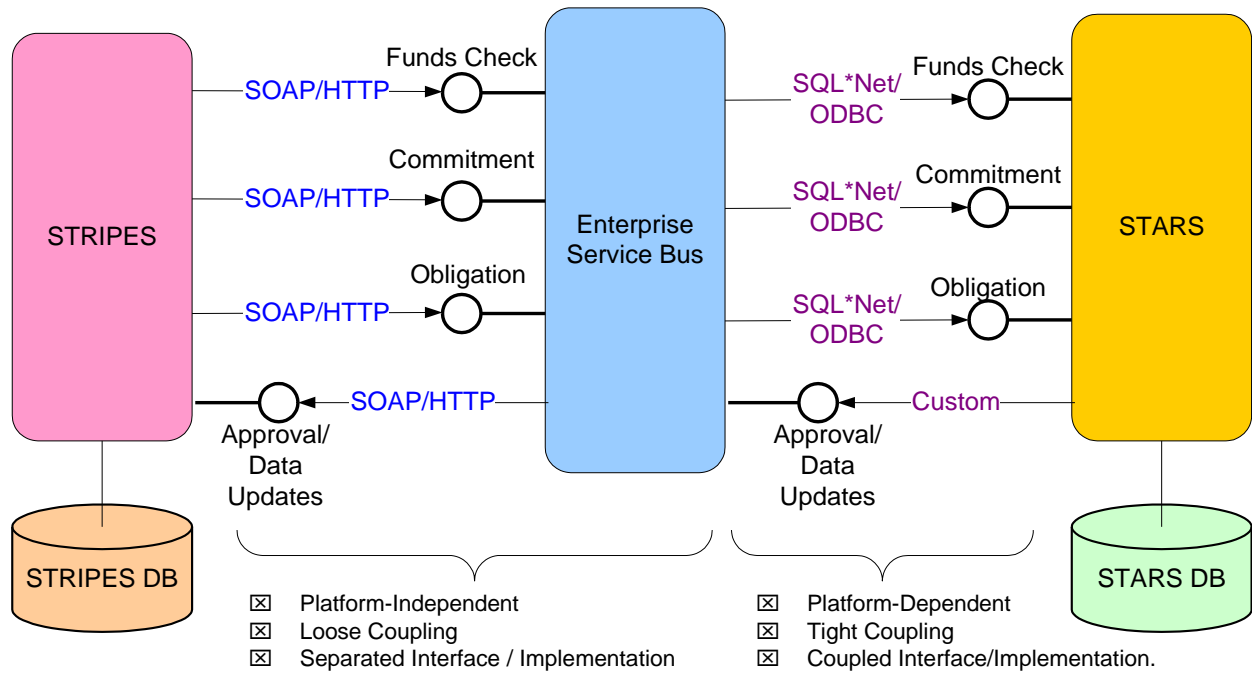 Funds Check
SOAP/HTTP
Commitment
SOAP/HTTP
STRIPES
Obligation
SOAP/HTTP
SOAP/HTTP
Approval/
Data
Updates
STRIPES DB
Enterprise
Service Bus
Funds Check
SQL*Net/
ODBC
Commitment
SQL*Net/
ODBC
STARS
Obligation
SQL*Net/
ODBC
Custom
Approval/
Data
Updates
STARS DB
☒ Platform-Independent
☒ Loose Coupling
☒ Separated Interface / Implementation
☒ Platform-Dependent
☒ Tight Coupling
☒ Coupled Interface/Implementation.